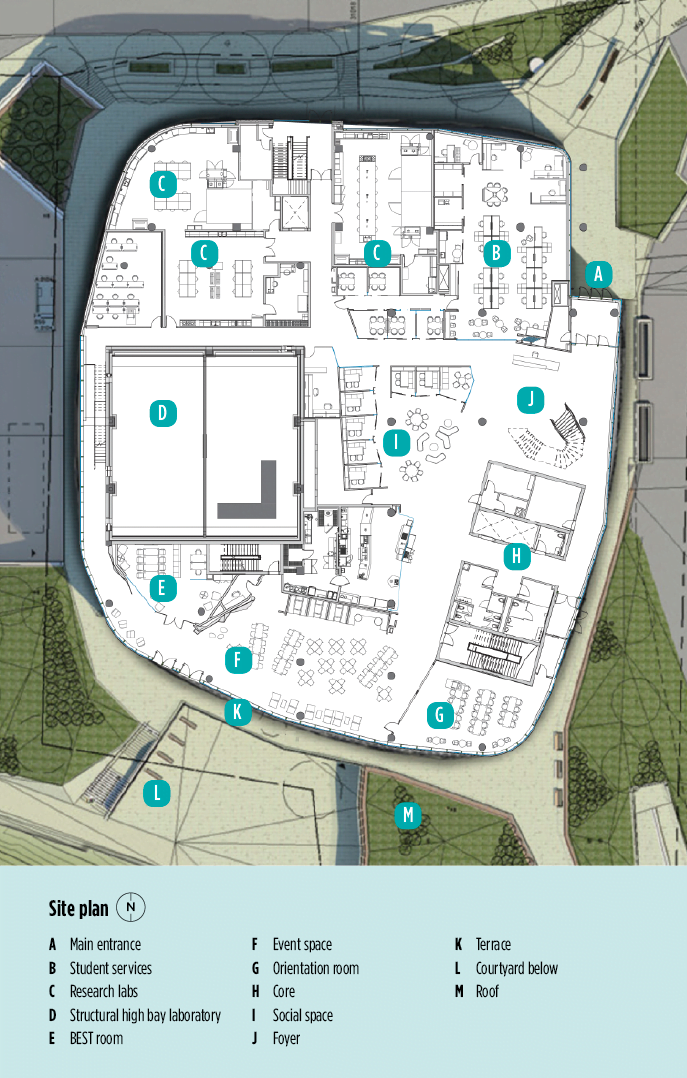 C
C
C
B
A
D
J
I
H
E
F
K
G
L
M
Site plan N
A Main entrance
B Student services
C Research labs
D Structural high bay laboratory
E BEST room
F Event space
G Orientation room
H Core
I Social space
J Foyer
K Terrace
L Courtyard below
M Roof